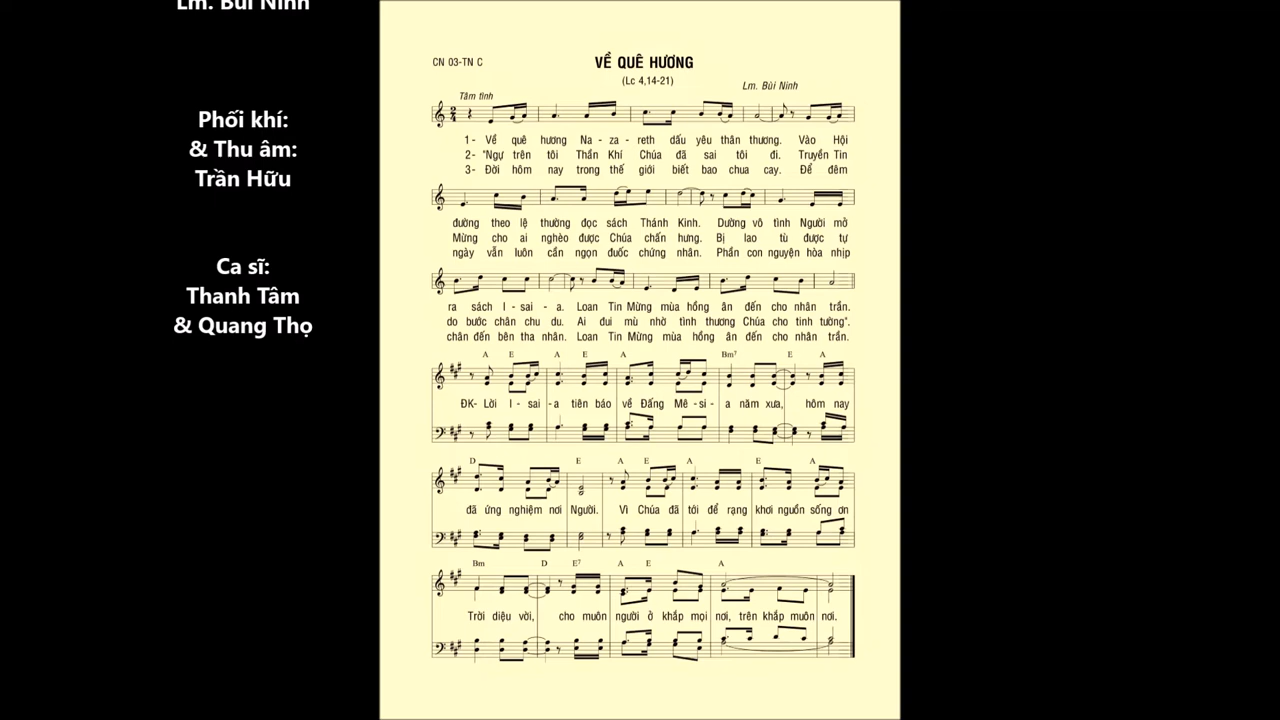 Lm. Bùi Ninh
Phối khí:
& Thu âm:
Trần Hữu
Ca sĩ:
Thanh Tâm
& Quang Thọ
CN 03-TN C
VỀ QUÊ HƯƠNG
(Lc 4,14-21)
Lm. Bùi Ninh
Tâm tình
1- Về quê hương Na - za - reth dấu yêu thân thương. Vào Hội
2- "Ngự trên tôi Thần Khí Chúa đã sai tôi đi. Truyền Tin
3- Đời hôm nay trong thế giới biết bao chua cay. Để đêm
đường theo lệ thường đọc sách Thánh Kinh. Dường vô tình Người mở
Mừng cho ai nghèo được Chúa chấn hưng. Bị lao tù được tự
ngày vẫn luôn cần ngọn đuốc chứng nhân. Phần con nguyện hòa nhịp
ra sách I - sai - a. Loan Tin Mừng mùa hồng ân đến cho nhân trần.
do bước chân chu du. Ai đui mù nhờ tình thương Chúa cho tinh tường".
chân đến bên tha nhân. Loan Tin Mừng mùa hồng ân đến cho nhân trần.
A E A E A Bm7 E A
ĐK- Lời I - sai - a tiên báo về Đấng Mê - si - a năm xưa, hôm nay
D E A E A E A
đã ứng nghiệm nơi Người. Vì Chúa đã tới để rạng khơi nguồn sống ơn
Bm D E7 A E A
Trời diệu vời, cho muôn người ở khắp mọi nơi, trên khắp muôn nơi.